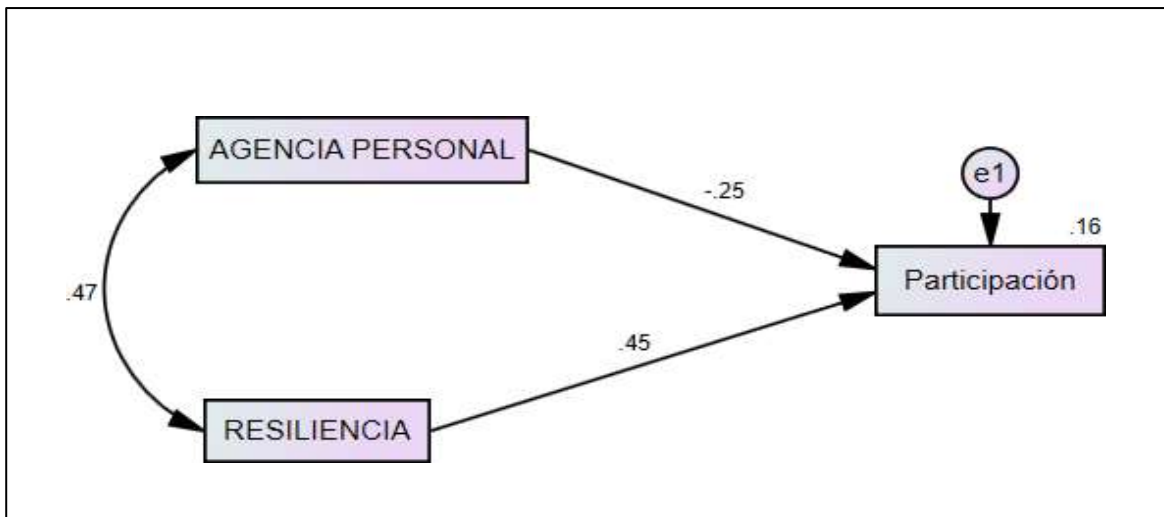 AGENCIA PERSONAL
-.25
e1
.16
Participación
.47
.45
RESILIENCIA